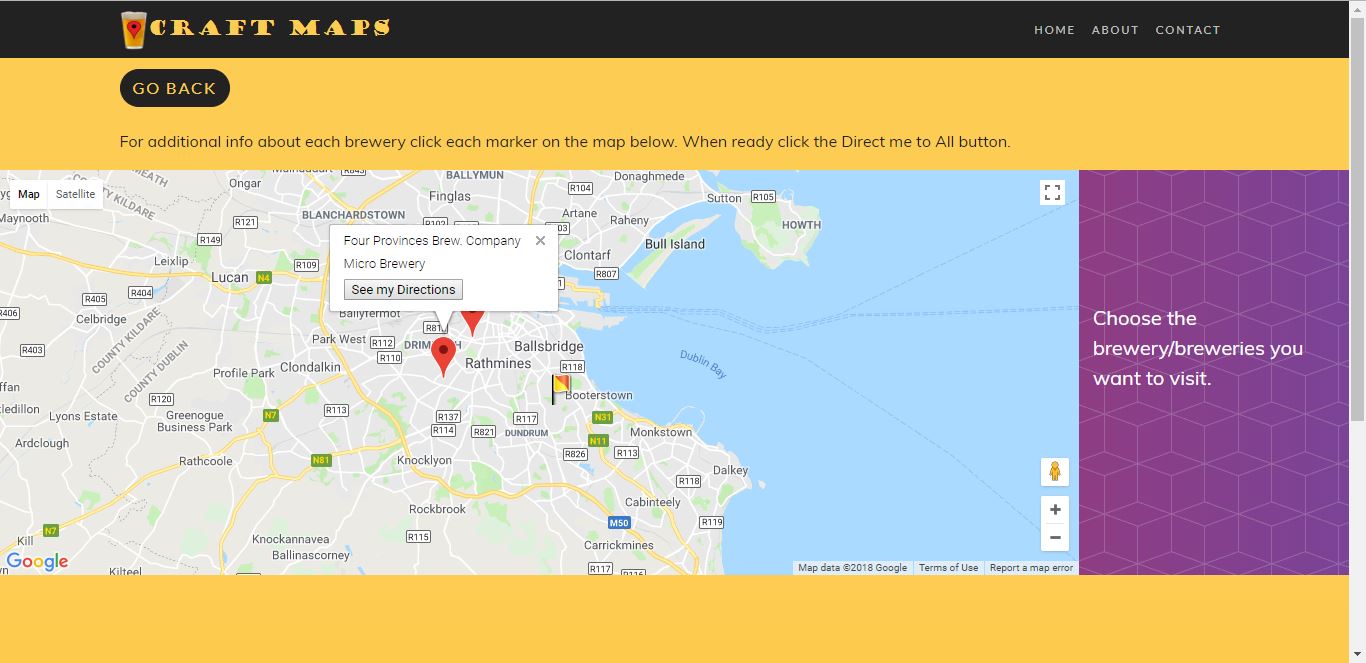 CRAFT MAPS
HOME ABOUT CONTACT
GO BACK
For additional info about each brewery click each marker on the map below. When ready click the Direct me to All button.
Map Satellite
Ongar
BALLYMUN
Finglas
R104
Donaghmede
Sutton
R105
HOWTH
KILDARE
Maynooth
R121
BLANCHARDSTOWN
R102
Artane
Raheny
R149
Bull Island
Leixlip
R109
Clontarf
R807
Lucan
N4
Four Provinces Brew. Company
Micro Brewery
See my Directions
R405
R404
R406
Celbridge
COUNTY KILDARE
COUNTY DUBLIN
Ballyfermot
Park West
R112
R110
R403
Ballsbridge
Rathmines
R118
Dublin Bay
Profile Park
Clondalkin
Booterstown
R120
Lyons Estate
Greenogue
Business Park
N7
R113
R137
R114
R821
R117
DUNDRUM
N31
N11
Monkstown
Ardclough
Rathcoole
N81
Knocklyon
R826
R113
Dalkey
R118
Rockbrook
Cabinteely
N7
M50
R119
Kill
Knockannavea
Ballinascorney
R115
Carrickmines
Kilteel
R117
R116
Google
Map data ©2018 Google Terms of Use Report a map error
Choose the
brewery/breweries you
want to visit.